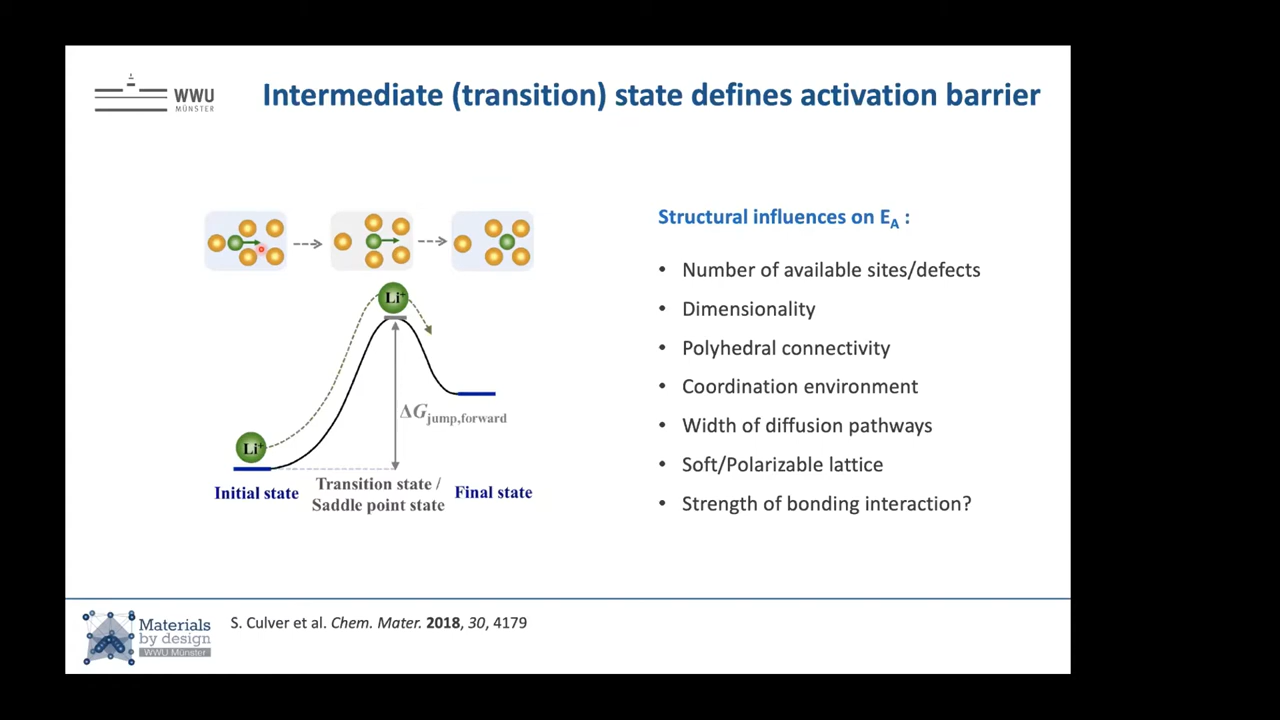 WWU
MÜNSTER
Intermediate (transition) state defines activation barrier
Li⁺
ΔG jump,forward
Li⁺
Initial state
Transition state /
Saddle point state
Final state
Structural influences on E_A :
• Number of available sites/defects
• Dimensionality
• Polyhedral connectivity
• Coordination environment
• Width of diffusion pathways
• Soft/Polarizable lattice
• Strength of bonding interaction?
Materials
by design
WWU Münster
S. Culver et al. Chem. Mater. 2018, 30, 4179